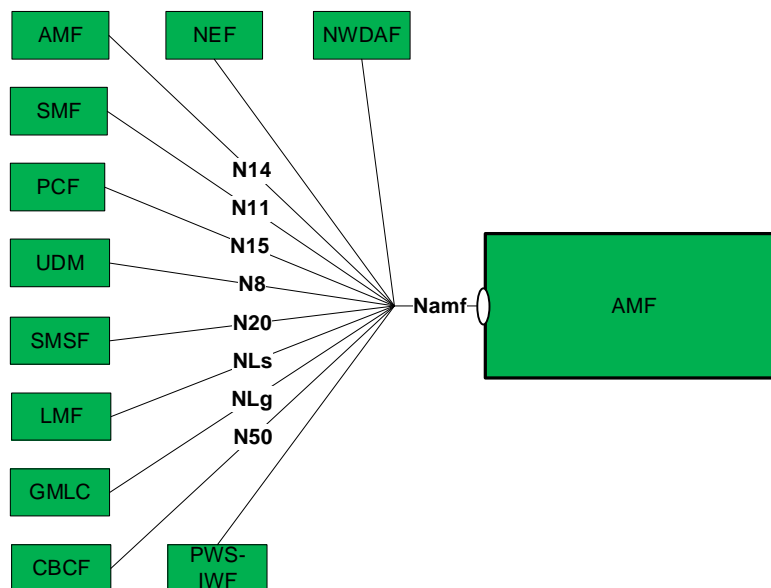 AMF
NEF
NWDAF
SMF
PCF
UDM
SMSF
LMF
GMLC
CBCF
PWS-
IWF
N14
N11
N15
N8
N20
NLs
NLg
N50
Namf
AMF